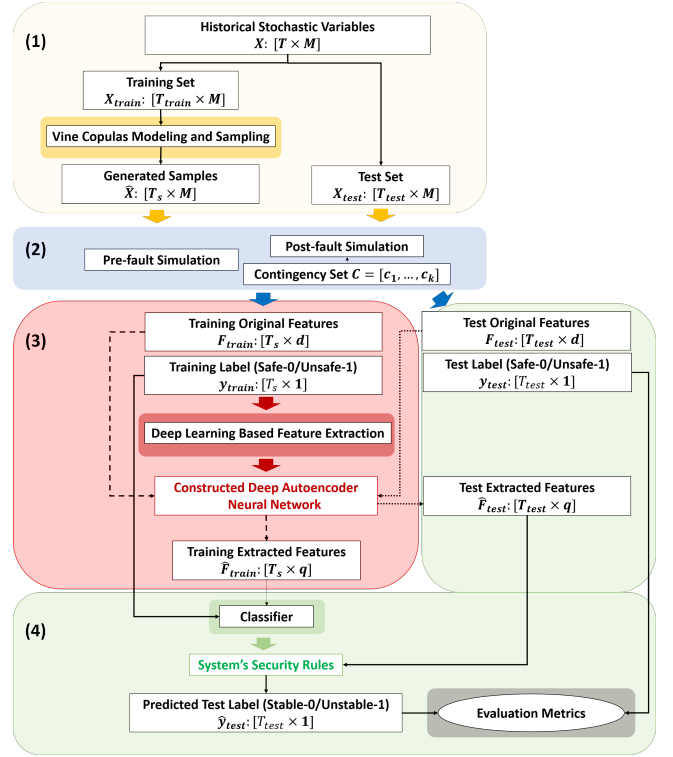 (1)
Historical Stochastic Variables
X: [T × M]
Training Set
X_train: [T_train × M]
Vine Copulas Modeling and Sampling
Generated Samples
X̂: [T_s × M]
Test Set
X_test: [T_test × M]
(2)
Pre-fault Simulation
Post-fault Simulation
Contingency Set C = [c_1, …, c_k]
(3)
Training Original Features
F_train: [T_s × d]
Training Label (Safe-0/Unsafe-1)
y_train: [T_s × 1]
Deep Learning Based Feature Extraction
Constructed Deep Autoencoder
Neural Network
Training Extracted Features
F̂_train: [T_s × q]
Test Original Features
F_test: [T_test × d]
Test Label (Safe-0/Unsafe-1)
y_test: [T_test × 1]
Test Extracted Features
F̂_test: [T_test × q]
(4)
Classifier
System's Security Rules
Predicted Test Label (Stable-0/Unstable-1)
ŷ_test: [T_test × 1]
Evaluation Metrics